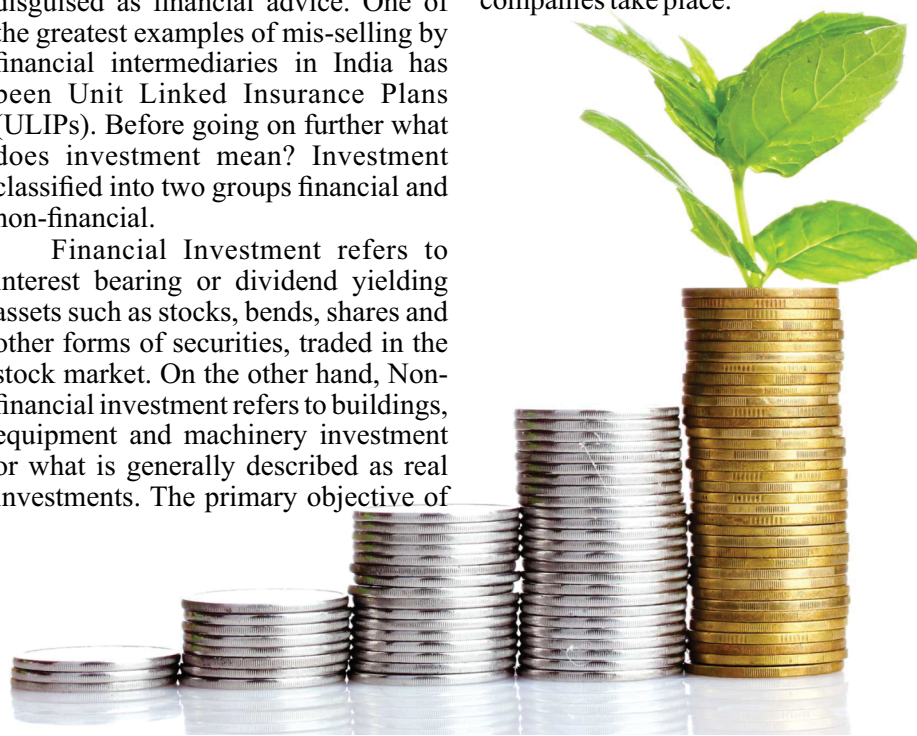 disguised as financial advice. One of
the greatest examples of mis-selling by
financial intermediaries in India has
been Unit Linked Insurance Plans
(ULIPs). Before going on further what
does investment mean? Investment
classified into two groups financial and
non-financial.
Financial Investment refers to
interest bearing or dividend yielding
assets such as stocks, bends, shares and
other forms of securities, traded in the
stock market. On the other hand, Non-
financial investment refers to buildings,
equipment and machinery investment
or what is generally described as real
investments. The primary objective of
companies take place.